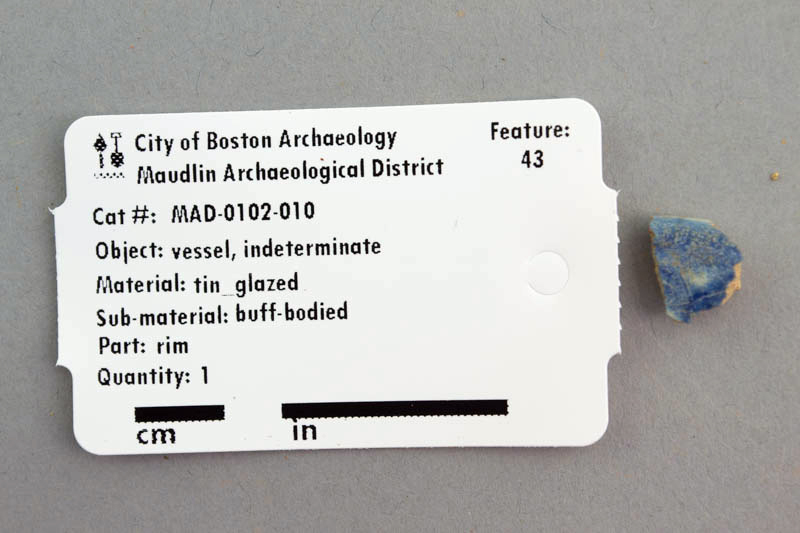 City of Boston Archaeology
Maudlin Archaeological District
Feature:
43
Cat #: MAD-0102-010
Object: vessel, indeterminate
Material: tin_glazed
Sub-material: buff-bodied
Part: rim
Quantity: 1
cm in